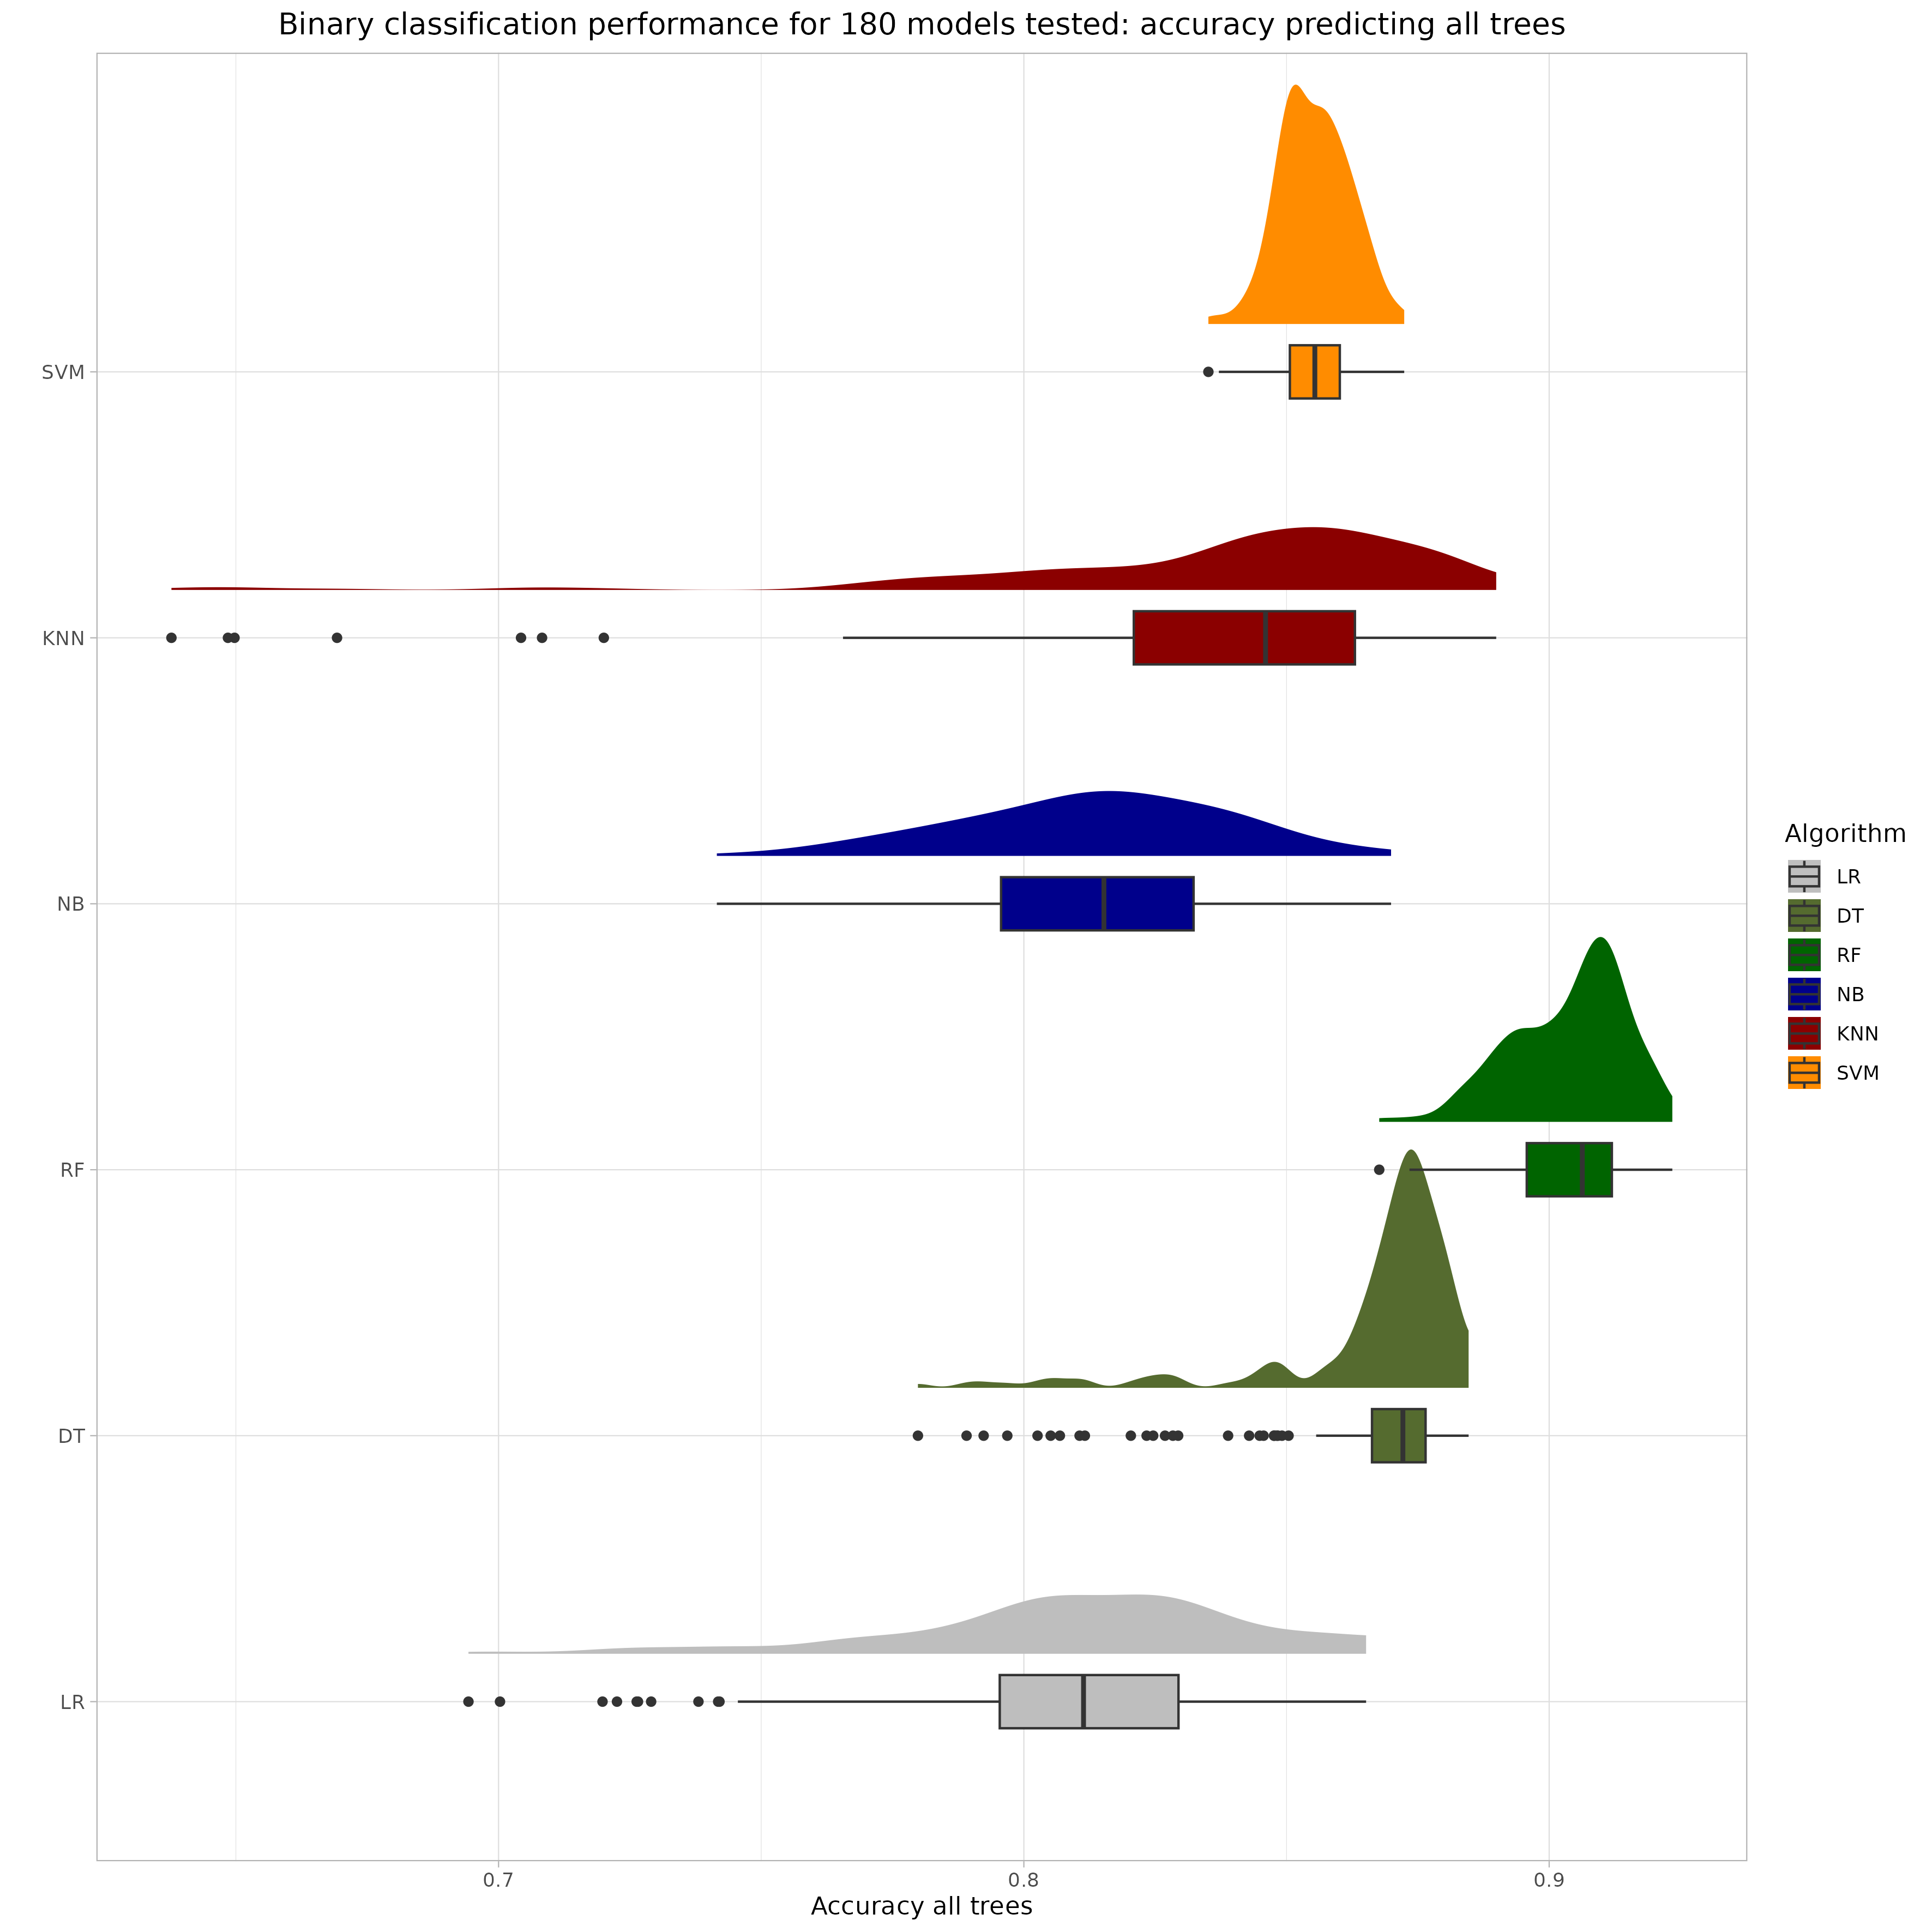 Binary classification performance for 180 models tested: accuracy predicting all trees
SVM
KNN
NB
RF
DT
LR
0.7
0.8
0.9
Accuracy all trees
Algorithm
LR
DT
RF
NB
KNN
SVM